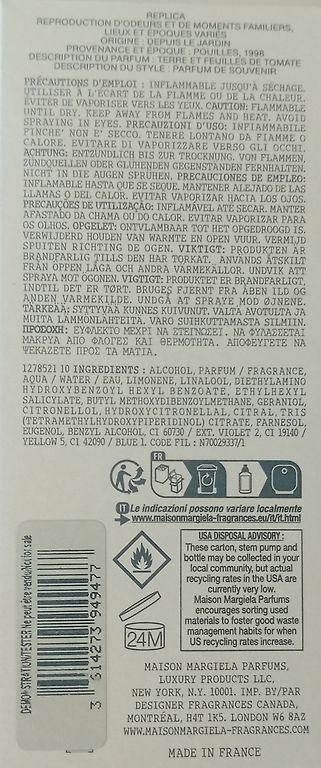 REPLICA
REPRODUCTION D'ODEURS ET DE MOMENTS FAMILIERS,
LIEUX ET ÉPOQUES VARIÉS
ORIGINE : DEPUIS LE JARDIN
PROVENANCE ET ÉPOQUE : POUILLES, 1998
DESCRIPTION DU PARFUM : TERRE ET FEUILLES DE TOMATE
DESCRIPTION DU STYLE : PARFUM DE SOUVENIR
PRÉCAUTIONS D'EMPLOI : INFLAMMABLE JUSQU'À SÉCHAGE.
UTILISER À L'ÉCART DE LA FLAMME OU DE LA CHALEUR.
ÉVITER DE VAPORISER VERS LES YEUX. CAUTION: FLAMMABLE
UNTIL DRY. KEEP AWAY FROM FLAMES AND HEAT. AVOID
SPRAYING IN EYES. PRECAUZIONI D'USO: INFIAMMABILE
FINCHE' NON E' SECCO. TENERE LONTANO DA FIAMME O
CALORE. EVITARE DI VAPORIZZARE VERSO GLI OCCHI.
ACHTUNG: ENTZÜNDLICH BIS ZUR TROCKNUNG. VON FLAMMEN,
ZÜNDQUELLEN ODER GLÜHENDEN GEGENSTÄNDEN FERNHALTEN.
NICHT IN DIE AUGEN SPRÜHEN. PRECAUCIONES DE EMPLEO:
INFLAMABLE HASTA QUE SE SEQUE. MANTENER ALEJADO DE LAS
LLAMAS O DEL CALOR. EVITAR VAPORIZAR HACIA LOS OJOS.
PRECAUÇÕES DE UTILIZAÇÃO: INFLAMÁVEL ATÉ SECAR. MANTER
AFASTADO DA CHAMA OU DO CALOR. EVITAR VAPORIZAR PARA
OS OLHOS. OPGELET: ONTVLAMBAAR TOT HET OPGEDROOGD IS.
VERWIJDERD HOUDEN VAN WARMTE EN OPEN VUUR. VERMIJD
SPUITEN RICHTING DE OGEN. VIKTIGT: PRODUKTEN ÄR
BRANDFARLIG TILLS DEN HAR TORKAT. ANVÄNDS ÅTSKILT
FRÅN ÖPPEN LÅGA OCH ANDRA VÄRMEKÄLLOR. UNDVIK ATT
SPRAYA MOT ÖGONEN. VIGTIGT: PRODUKTET ER BRANDFARLIGT,
INDTIL DET ER TØRT. BRUGES FJERNT FRA ÅBEN ILD OG
ANDEN VARMEKILDE. UNDGÅ AT SPRAYE MOD ØJNENE.
TÄRKEÄÄ: SYTTYVÄÄ KUNNES KUIVUNUT. VÄLTÄ AVOTULTA JA
MUITA LÄMMÖNLÄHTEITÄ. VARO SUIHKUTTAMASTA SILMIIN.
ΠΡΟΣΟΧΗ: ΕΥΦΛΕΚΤΟ ΜΕΧΡΙ ΝΑ ΣΤΕΓΝΩΣΕΙ. ΝΑ ΦΥΛΑΣΣΕΤΑΙ
ΜΑΚΡΥΑ ΑΠΟ ΦΛΟΓΕΣ ΚΑΙ ΘΕΡΜΟΤΗΤΑ. ΑΠΟΦΕΥΓΕΤΕ ΝΑ
ΨΕΚΑΖΕΤΕ ΠΡΟΣ ΤΑ ΜΑΤΙΑ.
1278521 10 INGREDIENTS : ALCOHOL, PARFUM / FRAGRANCE,
AQUA / WATER / EAU, LIMONENE, LINALOOL, DIETHYLAMINO
HYDROXYBENZOYL HEXYL BENZOATE, ETHYLHEXYL
SALICYLATE, BUTYL METHOXYDIBENZOYLMETHANE, GERANIOL,
CITRONELLOL, HYDROXYCITRONELLAL, CITRAL, TRIS
(TETRAMETHYLHYDROXYPIPERIDINOL) CITRATE, FARNESOL,
EUGENOL, BENZYL ALCOHOL, CI 60730 / EXT. VIOLET 2, CI 19140 /
YELLOW 5, CI 42090 / BLUE 1. CODE FIL : N70029337/1
FR
IT Le indicazioni possono variare localmente
www.maisonmargiela-fragrances.eu/it/it.html
USA DISPOSAL ADVISORY :
These carton, stem pump and
bottle may be collected in your
local community, but actual
recycling rates in the USA are
currently very low.
Maison Margiela Parfums
encourages sorting used
materials to foster good waste
management habits for when
US recycling rates increase.
24M
DEMONSTRATION/TESTER Ne peut être vendu/Not for sale
3 614273 949477
MAISON MARGIELA PARFUMS,
LUXURY PRODUCTS LLC,
NEW YORK, N.Y. 10001. IMP. BY/PAR
DESIGNER FRAGRANCES CANADA,
MONTRÉAL, H4T 1K5. LONDON W6 8AZ
WWW.MAISONMARGIELA-FRAGRANCES.COM
MADE IN FRANCE